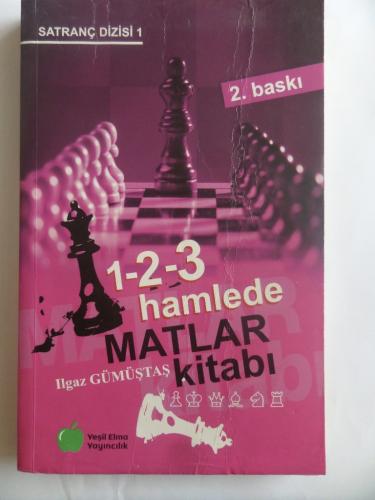 SATRANÇ DİZİSİ 1
2. baskı
1-2-3
hamlede
MATLAR
kitabı
Ilgaz GÜMÜŞTAŞ
Yeşil Elma
Yayıncılık